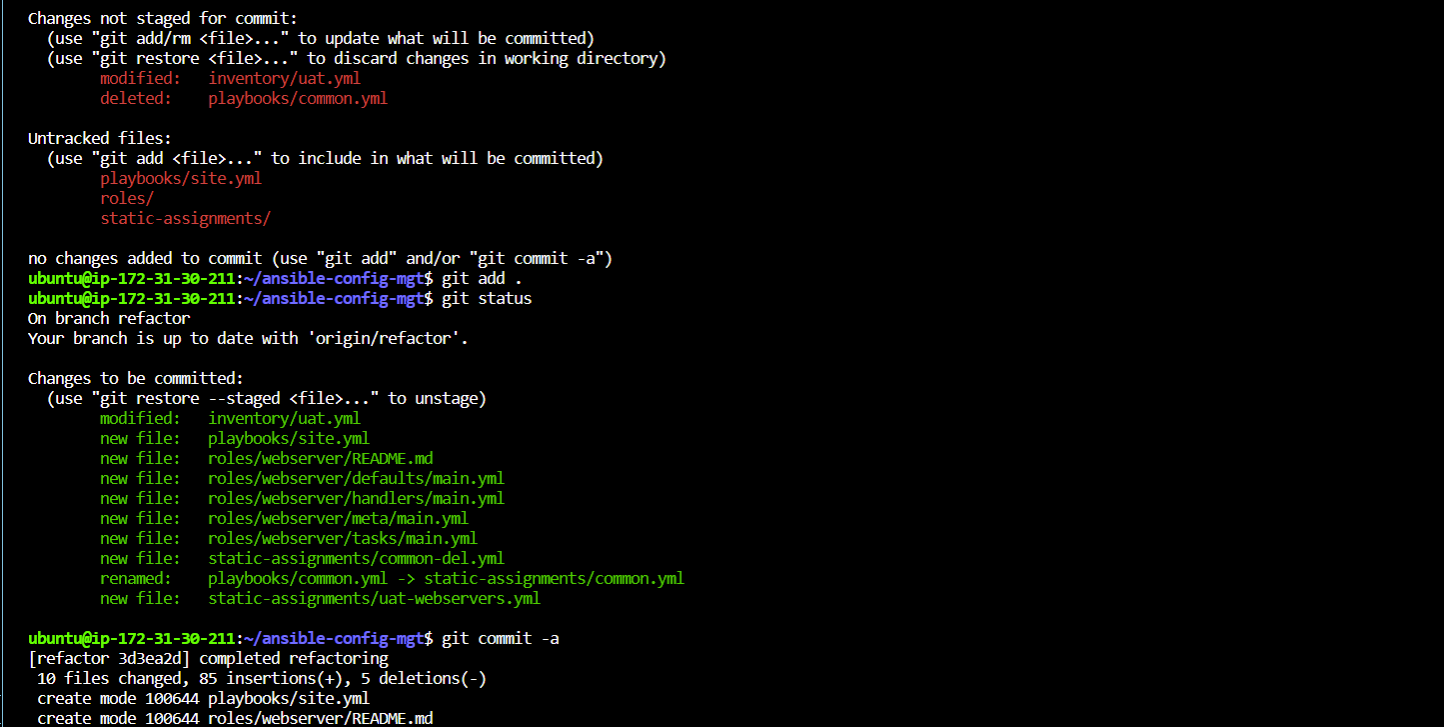 Changes not staged for commit:
(use "git add/rm <file>..." to update what will be committed)
(use "git restore <file>..." to discard changes in working directory)
modified: inventory/uat.yml
deleted: playbooks/common.yml
Untracked files:
(use "git add <file>..." to include in what will be committed)
playbooks/site.yml
roles/
static-assignments/
no changes added to commit (use "git add" and/or "git commit -a")
ubuntu@ip-172-31-30-211:~/ansible-config-mgt$ git add .
ubuntu@ip-172-31-30-211:~/ansible-config-mgt$ git status
On branch refactor
Your branch is up to date with 'origin/refactor'.
Changes to be committed:
(use "git restore --staged <file>..." to unstage)
modified: inventory/uat.yml
new file: playbooks/site.yml
new file: roles/webserver/README.md
new file: roles/webserver/defaults/main.yml
new file: roles/webserver/handlers/main.yml
new file: roles/webserver/meta/main.yml
new file: roles/webserver/tasks/main.yml
new file: static-assignments/common-del.yml
renamed: playbooks/common.yml -> static-assignments/common.yml
new file: static-assignments/uat-webservers.yml
ubuntu@ip-172-31-30-211:~/ansible-config-mgt$ git commit -a
[refactor 3d3ea2d] completed refactoring
10 files changed, 85 insertions(+), 5 deletions(-)
create mode 100644 playbooks/site.yml
create mode 100644 roles/webserver/README.md